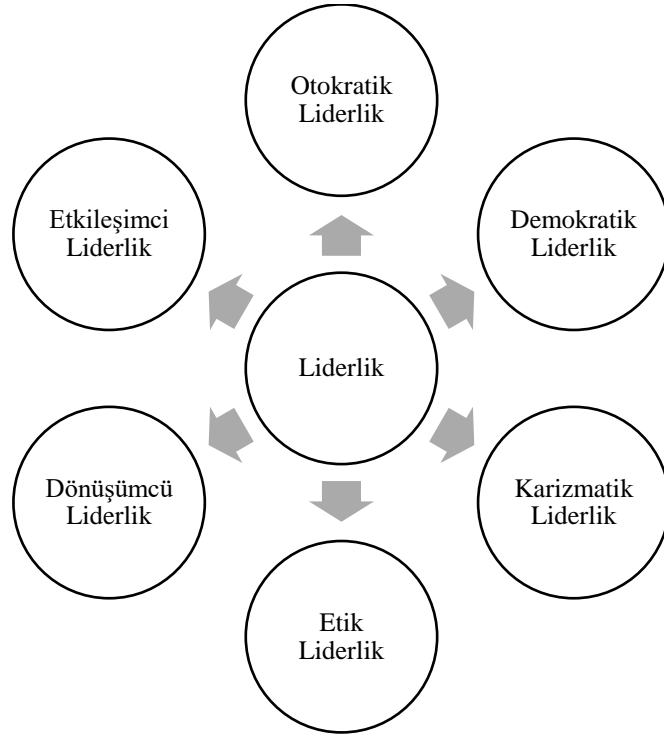 Otokratik
Liderlik
Etkileşimci
Liderlik
Demokratik
Liderlik
Liderlik
Dönüşümcü
Liderlik
Karizmatik
Liderlik
Etik
Liderlik